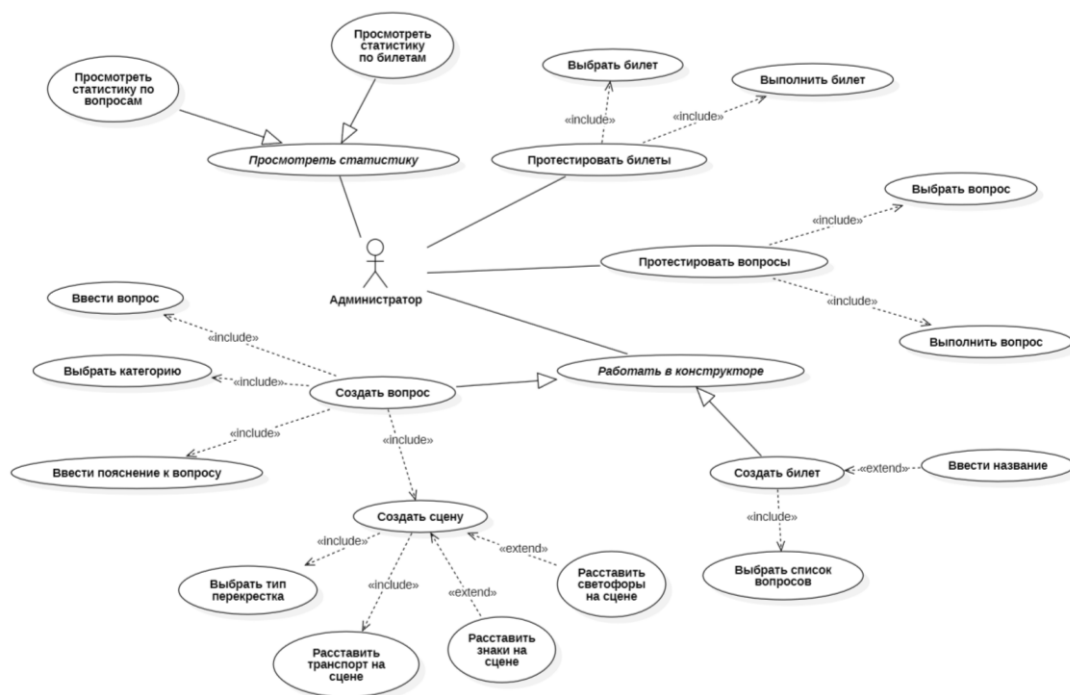 Просмотреть
статистику
по билетам
Просмотреть
статистику по
вопросам
Выбрать билет
Выполнить билет
«include»
«include»
Просмотреть статистику
Протестировать билеты
Выбрать вопрос
«include»
Протестировать вопросы
Администратор
Ввести вопрос
«include»
«include»
Выполнить вопрос
Выбрать категорию
«include»
Создать вопрос
Работать в конструкторе
«include»
«include»
Ввести пояснение к вопросу
Создать билет
«extend»
Ввести название
Создать сцену
«include»
«include»
«extend»
Выбрать тип
перекрестка
«include»
«extend»
Расставить
светофоры
на сцене
Выбрать список
вопросов
Расставить
транспорт на
сцене
Расставить
знаки на
сцене